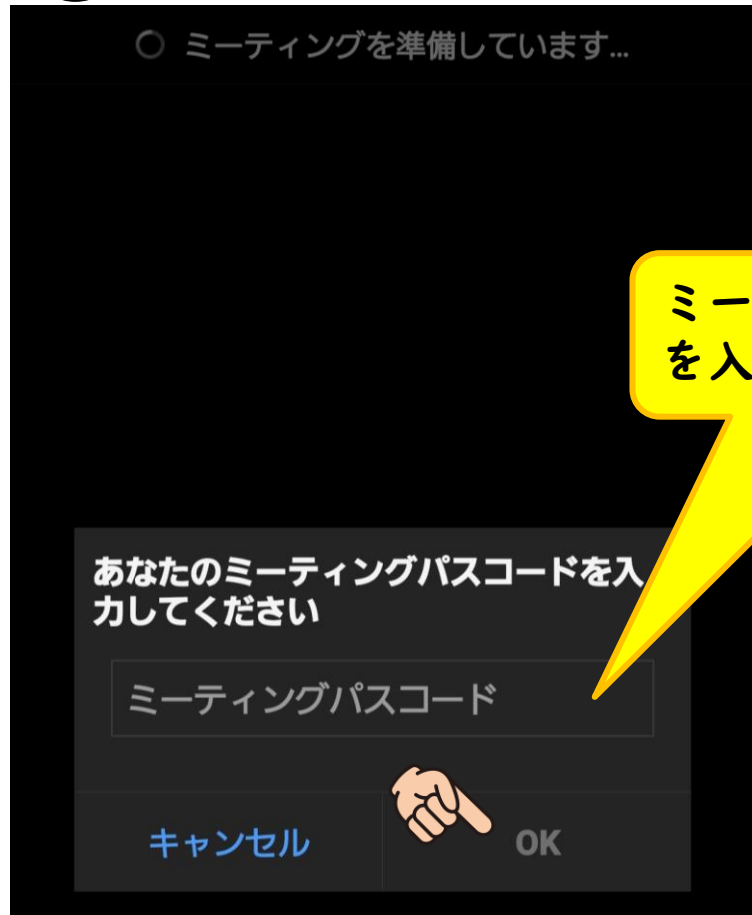 ミーティングを準備しています...
ミー
を入
あなたのミーティングパスコードを入
力してください
ミーティングパスコード
キャンセル
OK